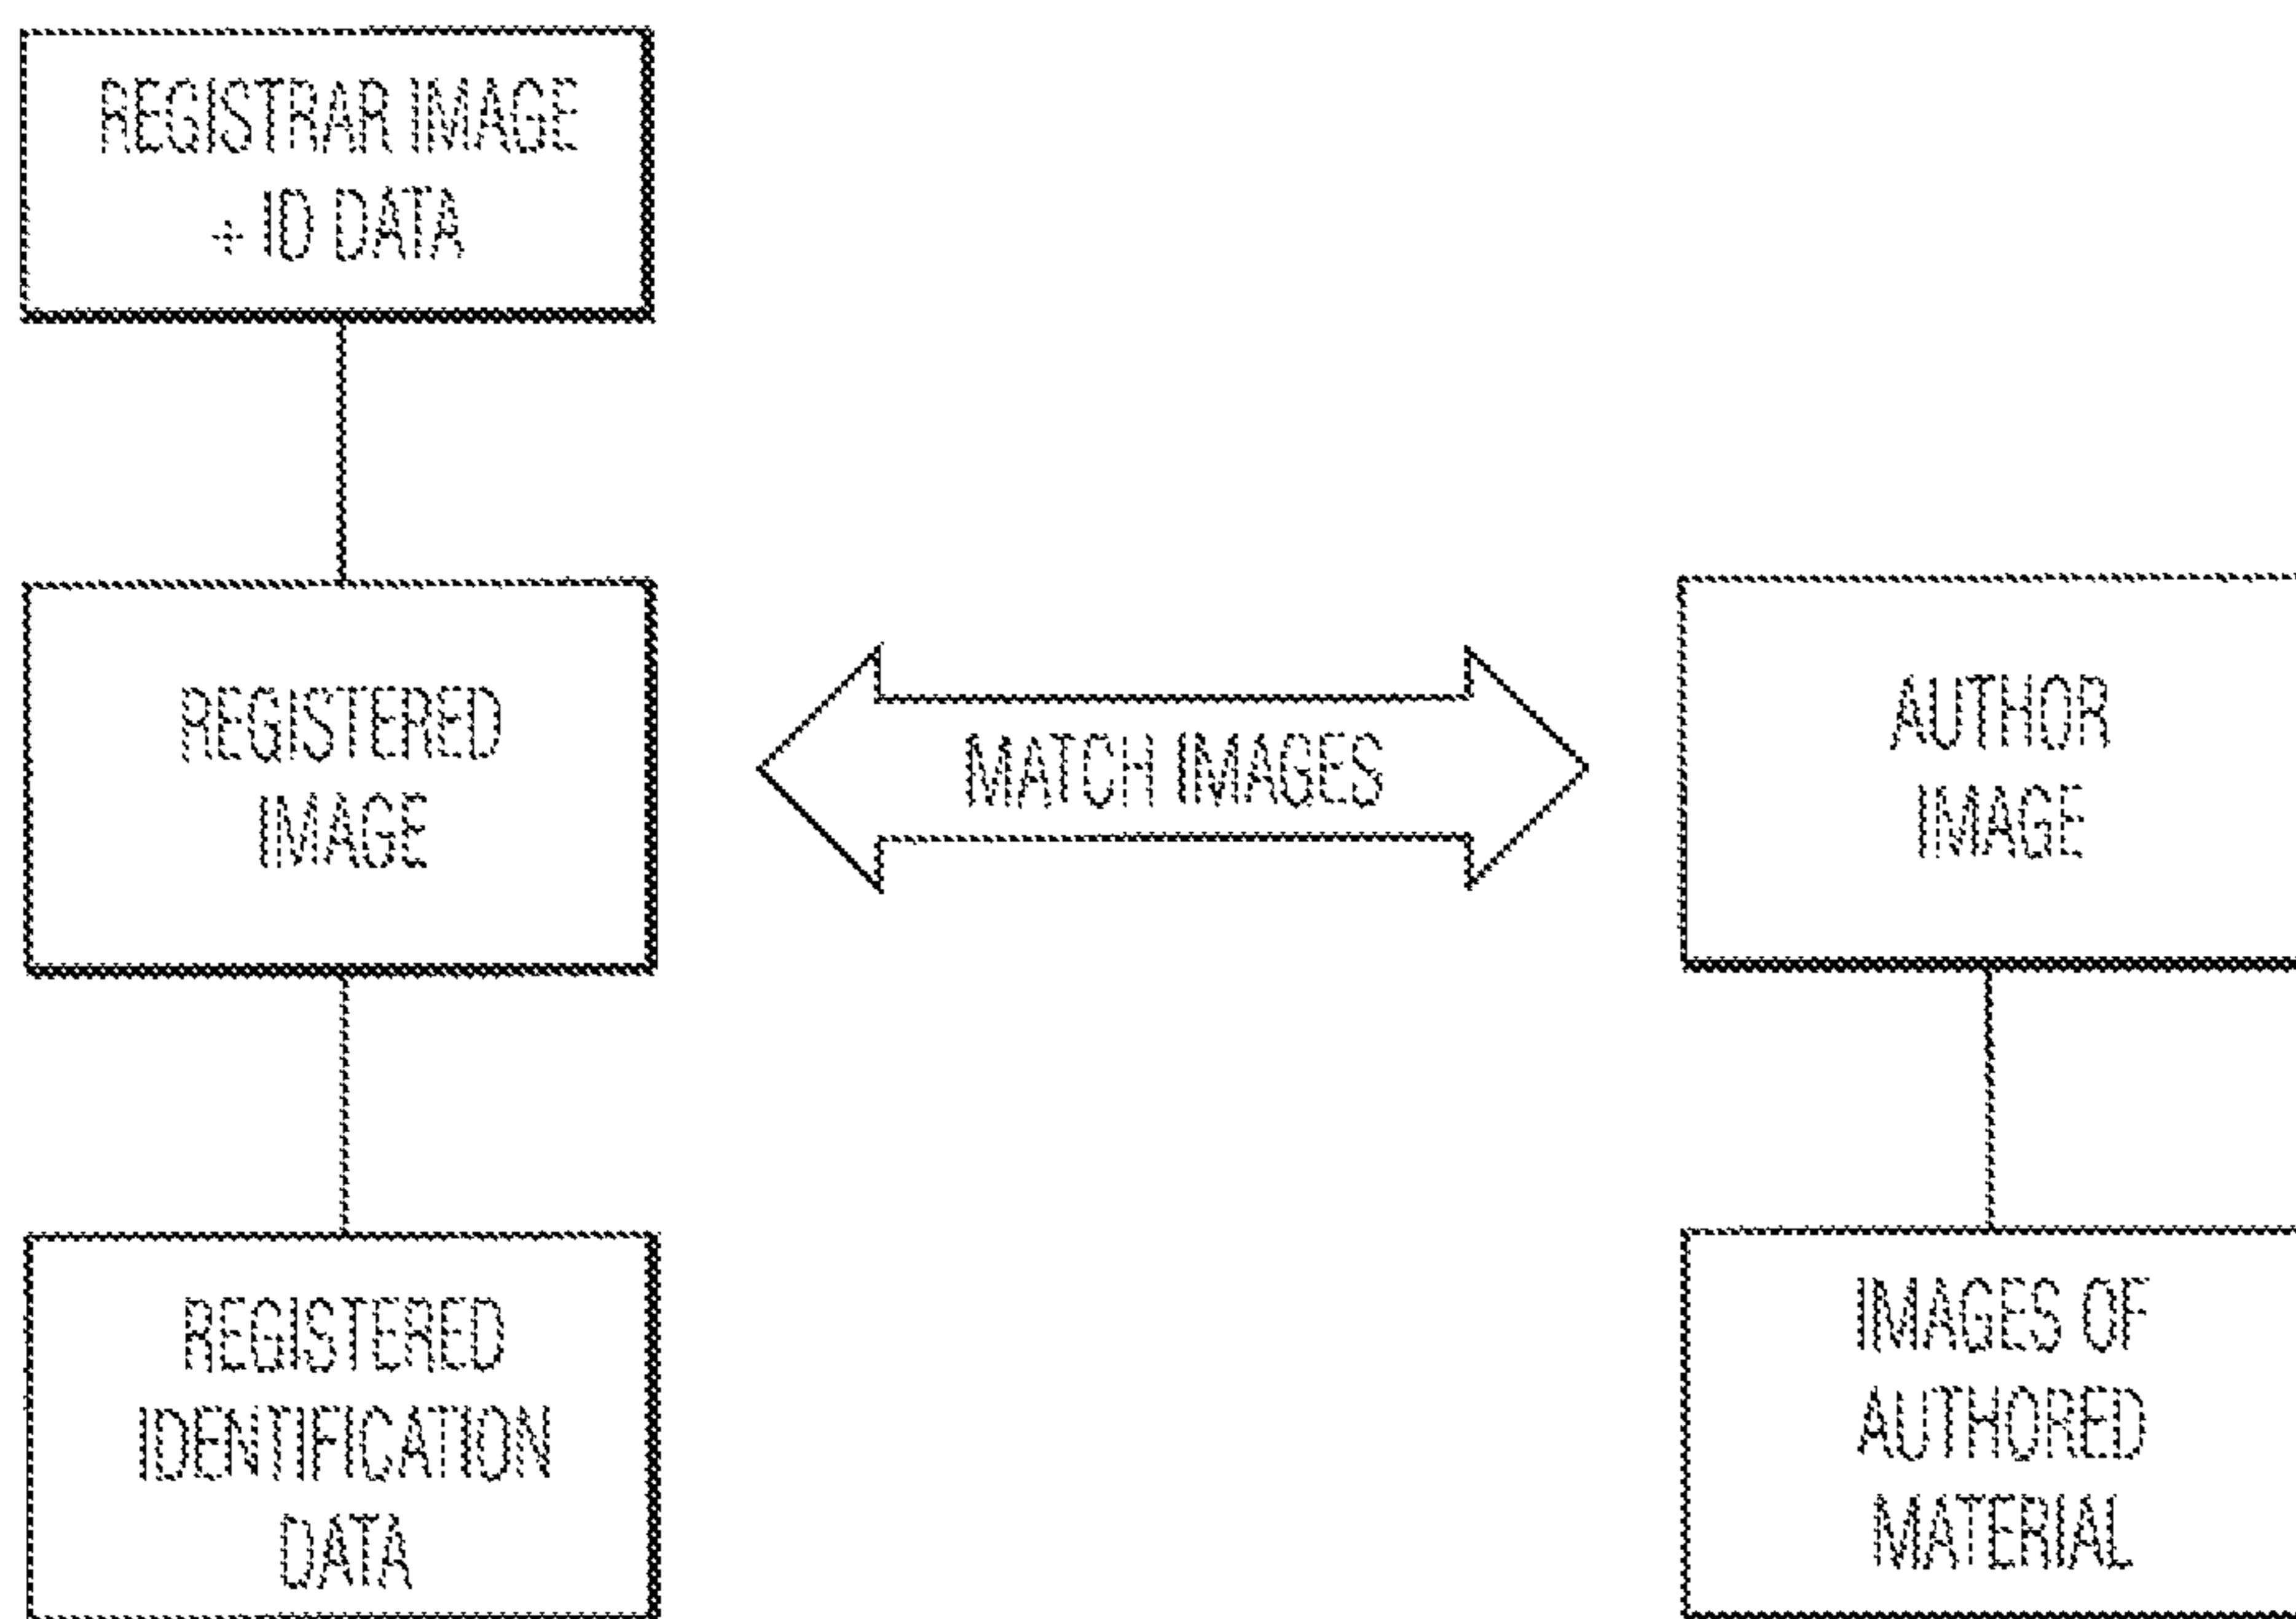 REGISTRAR IMAGE
+ ID DATA
REGISTERED
IMAGE
MATCH IMAGES
AUTHOR
IMAGE
REGISTERED
IDENTIFICATION
DATA
IMAGES OF
AUTHORED
MATERIAL